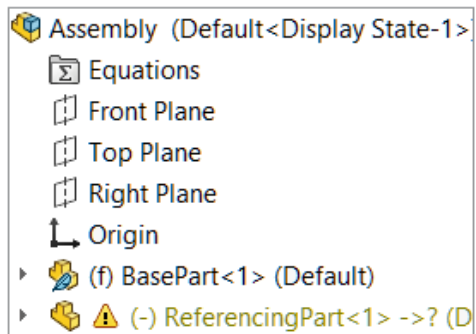 Assembly (Default<Display State-1>
Equations
Front Plane
Top Plane
Right Plane
Origin
(f) BasePart<1> (Default)
(-) ReferencingPart<1> ->? (D